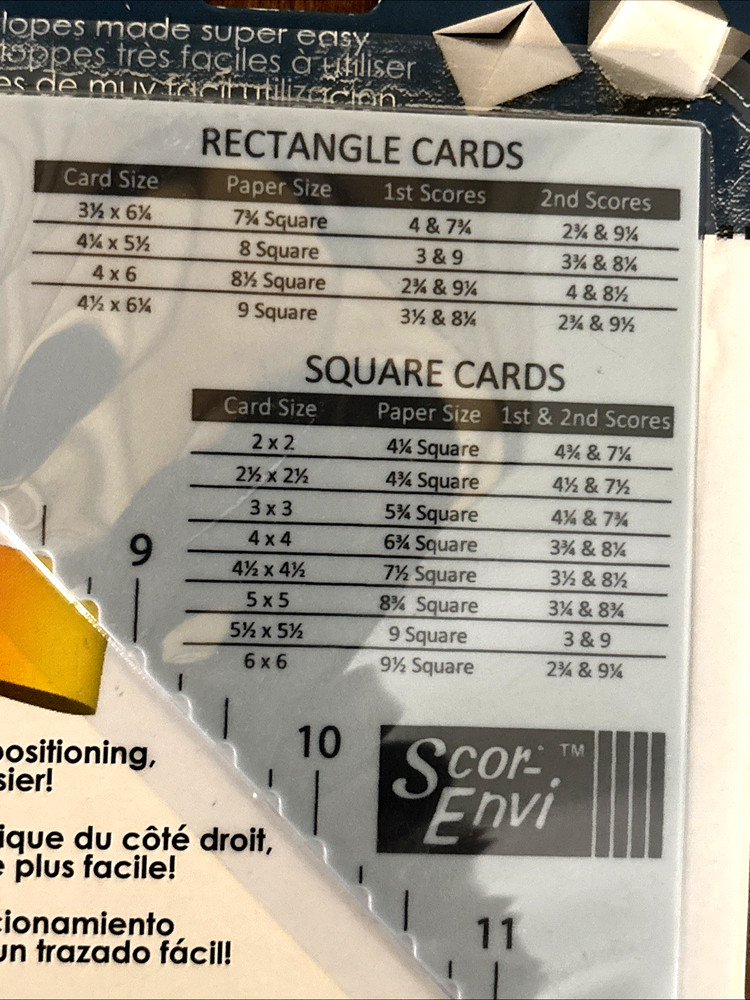 lopes made super easy
loppes très faciles à utiliser
es de muy fácil utilización
RECTANGLE CARDS
Card Size Paper Size 1st Scores 2nd Scores
3½ x 6¼ 7¾ Square 4 & 7¾ 2¾ & 9¼
4¼ x 5½ 8 Square 3 & 9 3¾ & 8¼
4 x 6 8½ Square 2¾ & 9¼ 4 & 8½
4½ x 6¼ 9 Square 3½ & 8¼ 2¾ & 9½
SQUARE CARDS
Card Size Paper Size 1st & 2nd Scores
2 x 2 4¼ Square 4¾ & 7¼
2½ x 2½ 4¾ Square 4½ & 7½
3 x 3 5¾ Square 4¼ & 7¾
4 x 4 6¾ Square 3¾ & 8¼
4½ x 4½ 7½ Square 3½ & 8½
5 x 5 8¾ Square 3¼ & 8¾
5½ x 5½ 9 Square 3 & 9
6 x 6 9½ Square 2¾ & 9¼
9
10
Scor-Envi ™
11
positioning,
sier!
ique du côté droit,
e plus facile!
cionamiento
un trazado fácil!